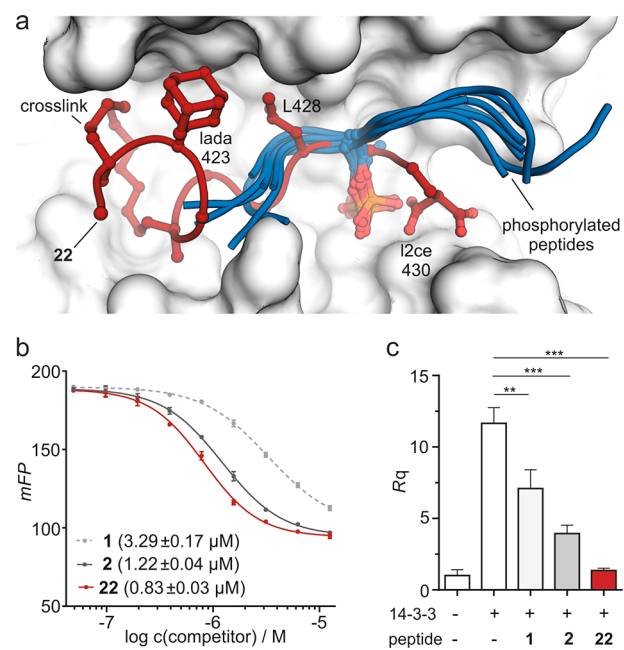 a
crosslink
lada
423
L428
22
l2ce
430
phosphorylated
peptides
b
200
150
100
50
mFP
1 (3.29±0.17 µM)
2 (1.22±0.04 µM)
22 (0.83±0.03 µM)
-7
-6
-5
log c(competitor) / M
c
15
10
5
0
Rq
***
***
**
14-3-3 - + + + +
peptide - - 1 2 22